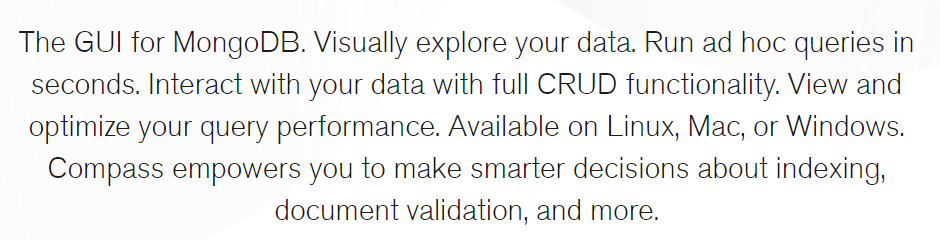 The GUI for MongoDB. Visually explore your data. Run ad hoc queries in
seconds. Interact with your data with full CRUD functionality. View and
optimize your query performance. Available on Linux, Mac, or Windows.
Compass empowers you to make smarter decisions about indexing,
document validation, and more.